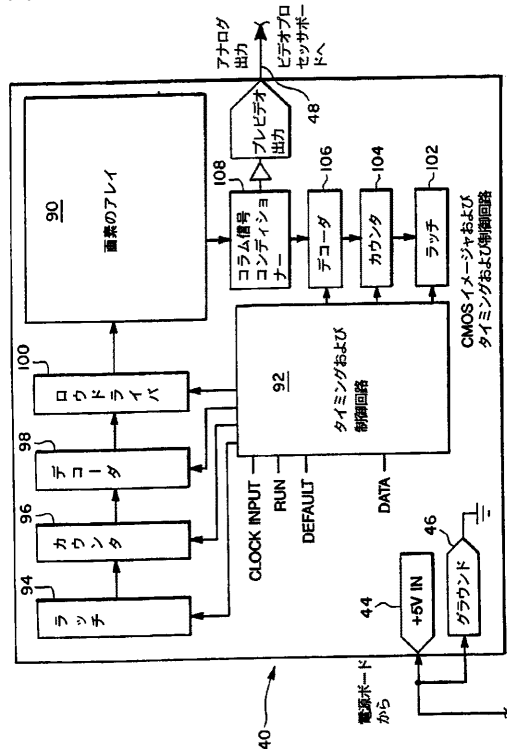 アナログ
出力
ビデオプロ
セッサボー
ドへ
48
90
画素のアレイ
プレビデオ
出力
108
コラム信号
コンディショ
ナー
106
デコーダ
104
カウンタ
102
ラッチ
100
ロウドライバ
98
デコーダ
96
カウンタ
94
ラッチ
92
タイミングおよび
制御回路
CLOCK INPUT
RUN
DEFAULT
DATA
CMOSイメージャおよび
タイミングおよび制御回路
44
+5V IN
46
グラウンド
電源ボード
から
40